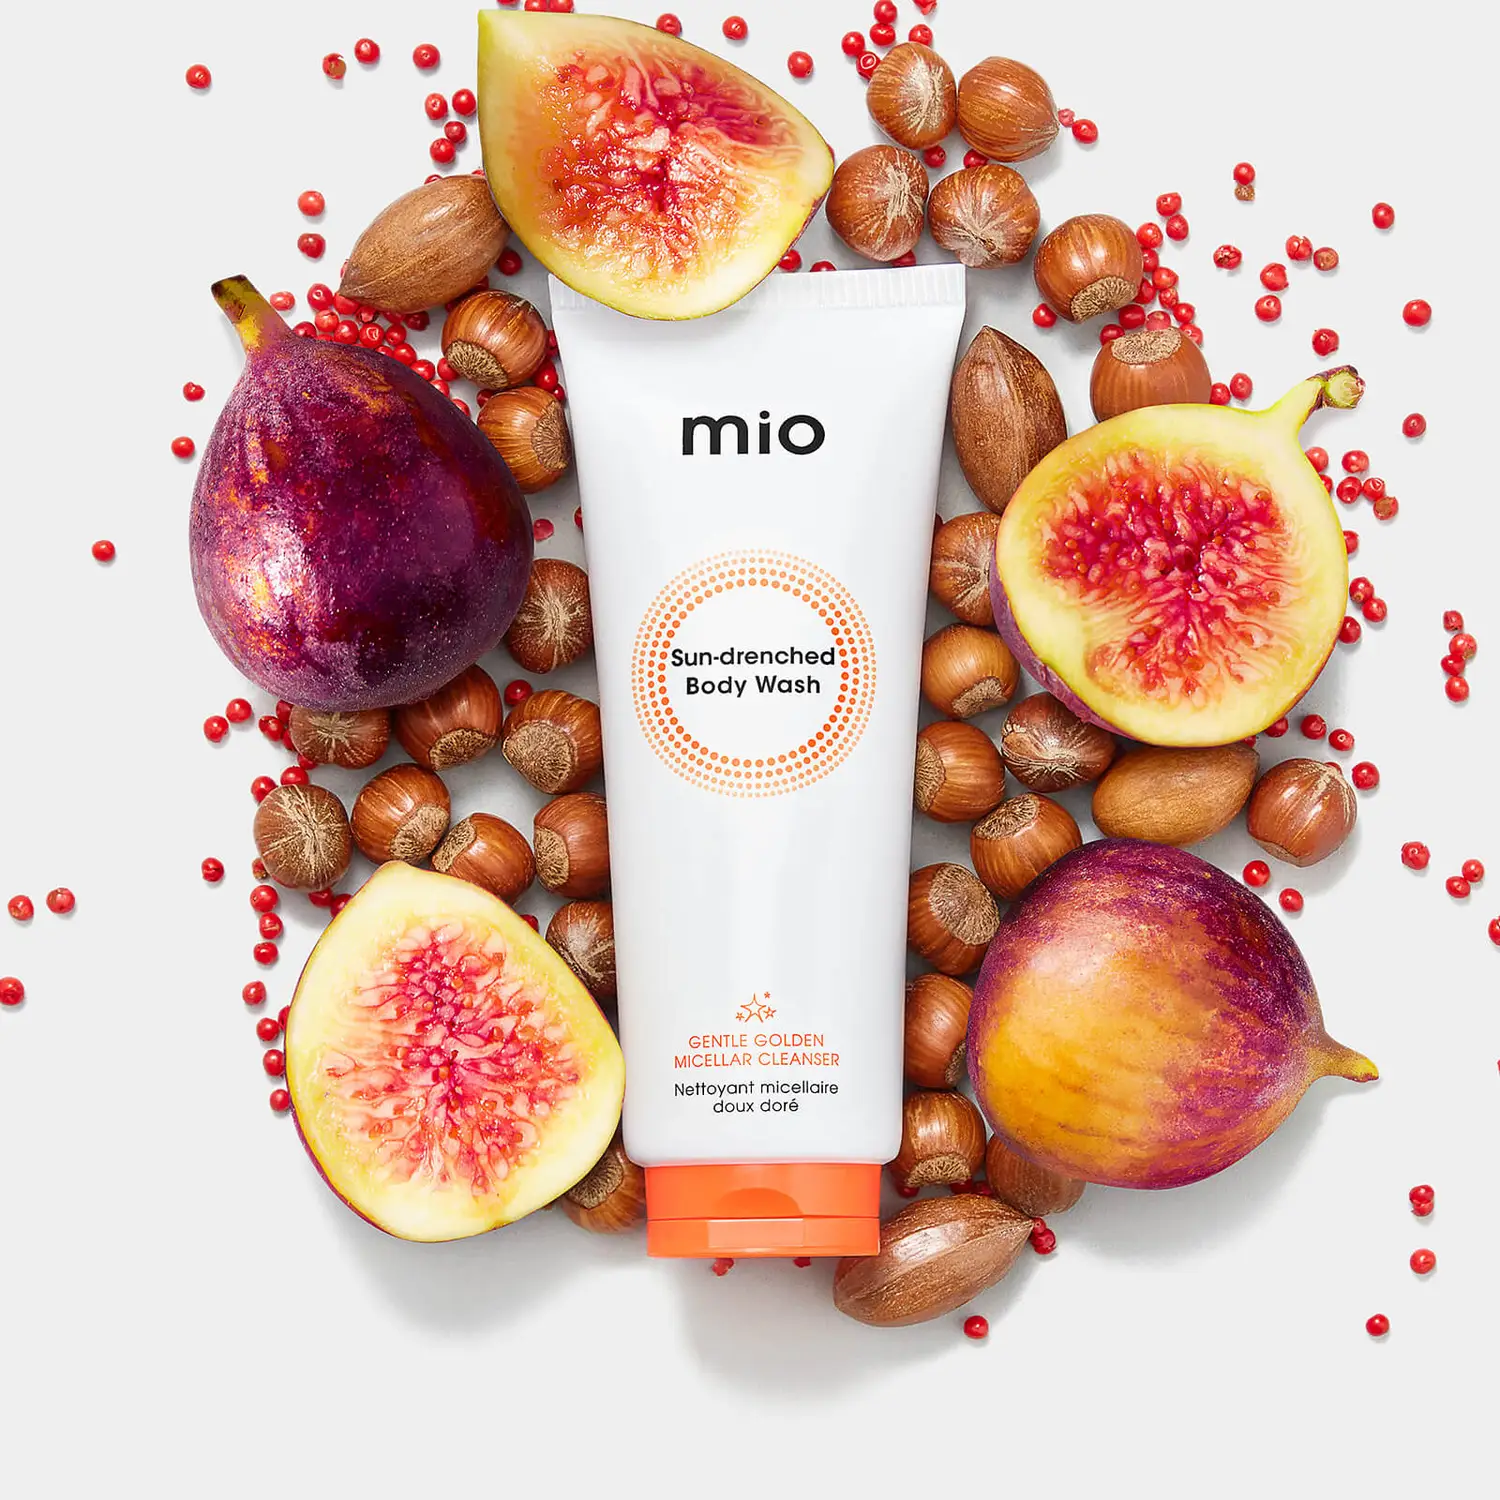 mio
Sun-drenched
Body Wash
GENTLE GOLDEN
MICELLAR CLEANSER
Nettoyant micellaire
doux doré